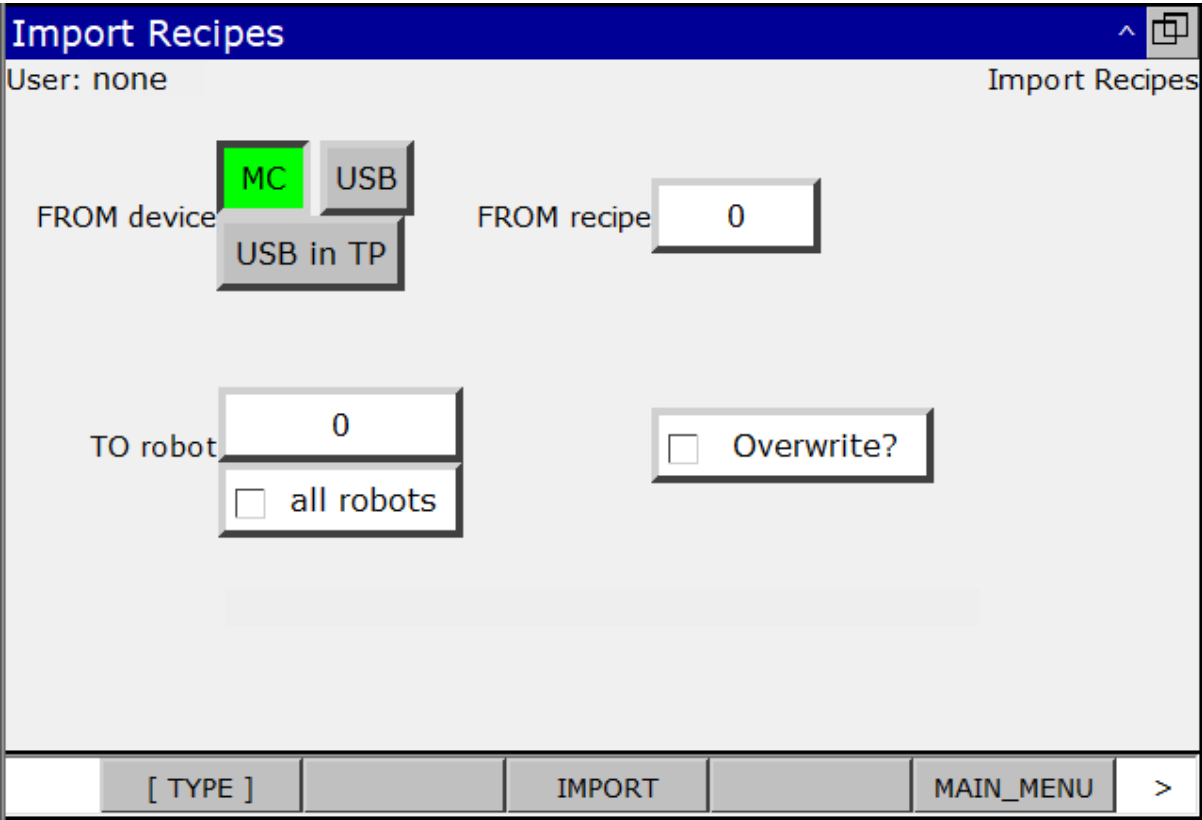 Import Recipes ^
User: none Import Recipes
MC USB
FROM device FROM recipe 0
USB in TP
0
TO robot Overwrite?
all robots
[ TYPE ] IMPORT MAIN_MENU >